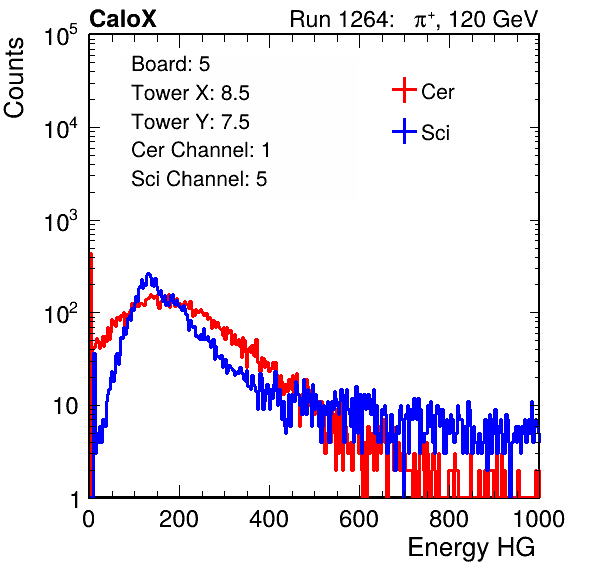 CaloX Run 1264: π⁺, 120 GeV
10⁵
Board: 5
Tower X: 8.5
Tower Y: 7.5
Cer Channel: 1
Sci Channel: 5
Cer
Sci
Counts
10⁴
10³
10²
10
1
0 200 400 600 800 1000
Energy HG